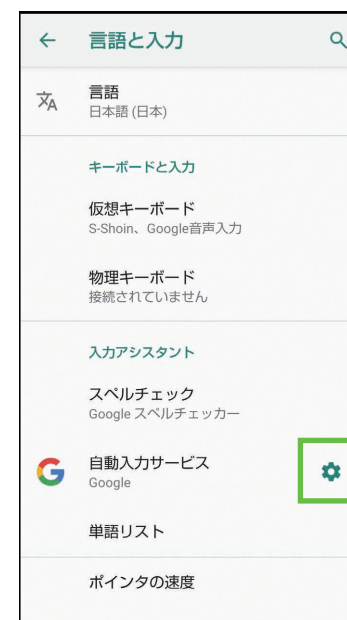 言語と入力
言語
日本語 (日本)
キーボードと入力
仮想キーボード
S-Shoin、Google音声入力
物理キーボード
接続されていません
入力アシスタント
スペルチェック
Google スペルチェッカー
自動入力サービス
Google
単語リスト
ポインタの速度